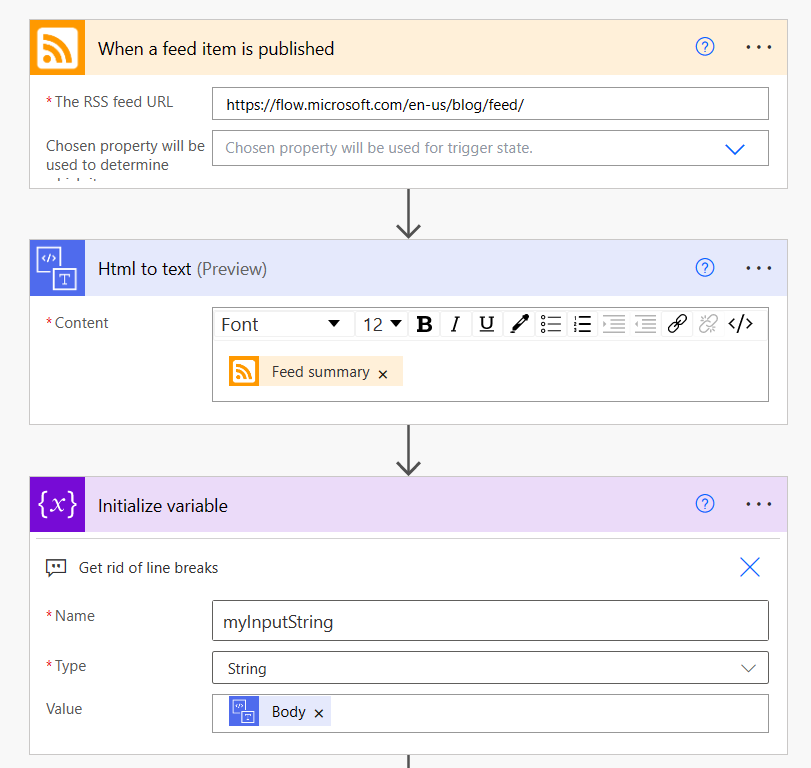 When a feed item is published
* The RSS feed URL
https://flow.microsoft.com/en-us/blog/feed/
Chosen property will be
used to determine
Chosen property will be used for trigger state.
Html to text (Preview)
* Content
Font
12
B I U
</>
Feed summary ×
{x}
Initialize variable
Get rid of line breaks
* Name
myInputString
* Type
String
Value
Body ×